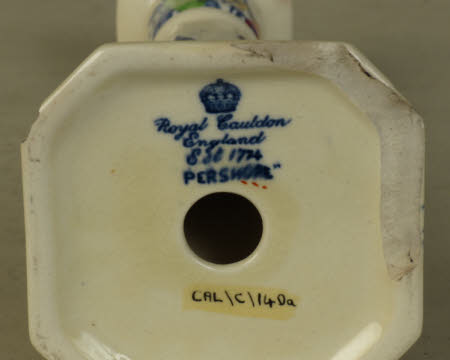 Royal Cauldon
England
Est 1774
PERSHORE"
CAL\C\140a